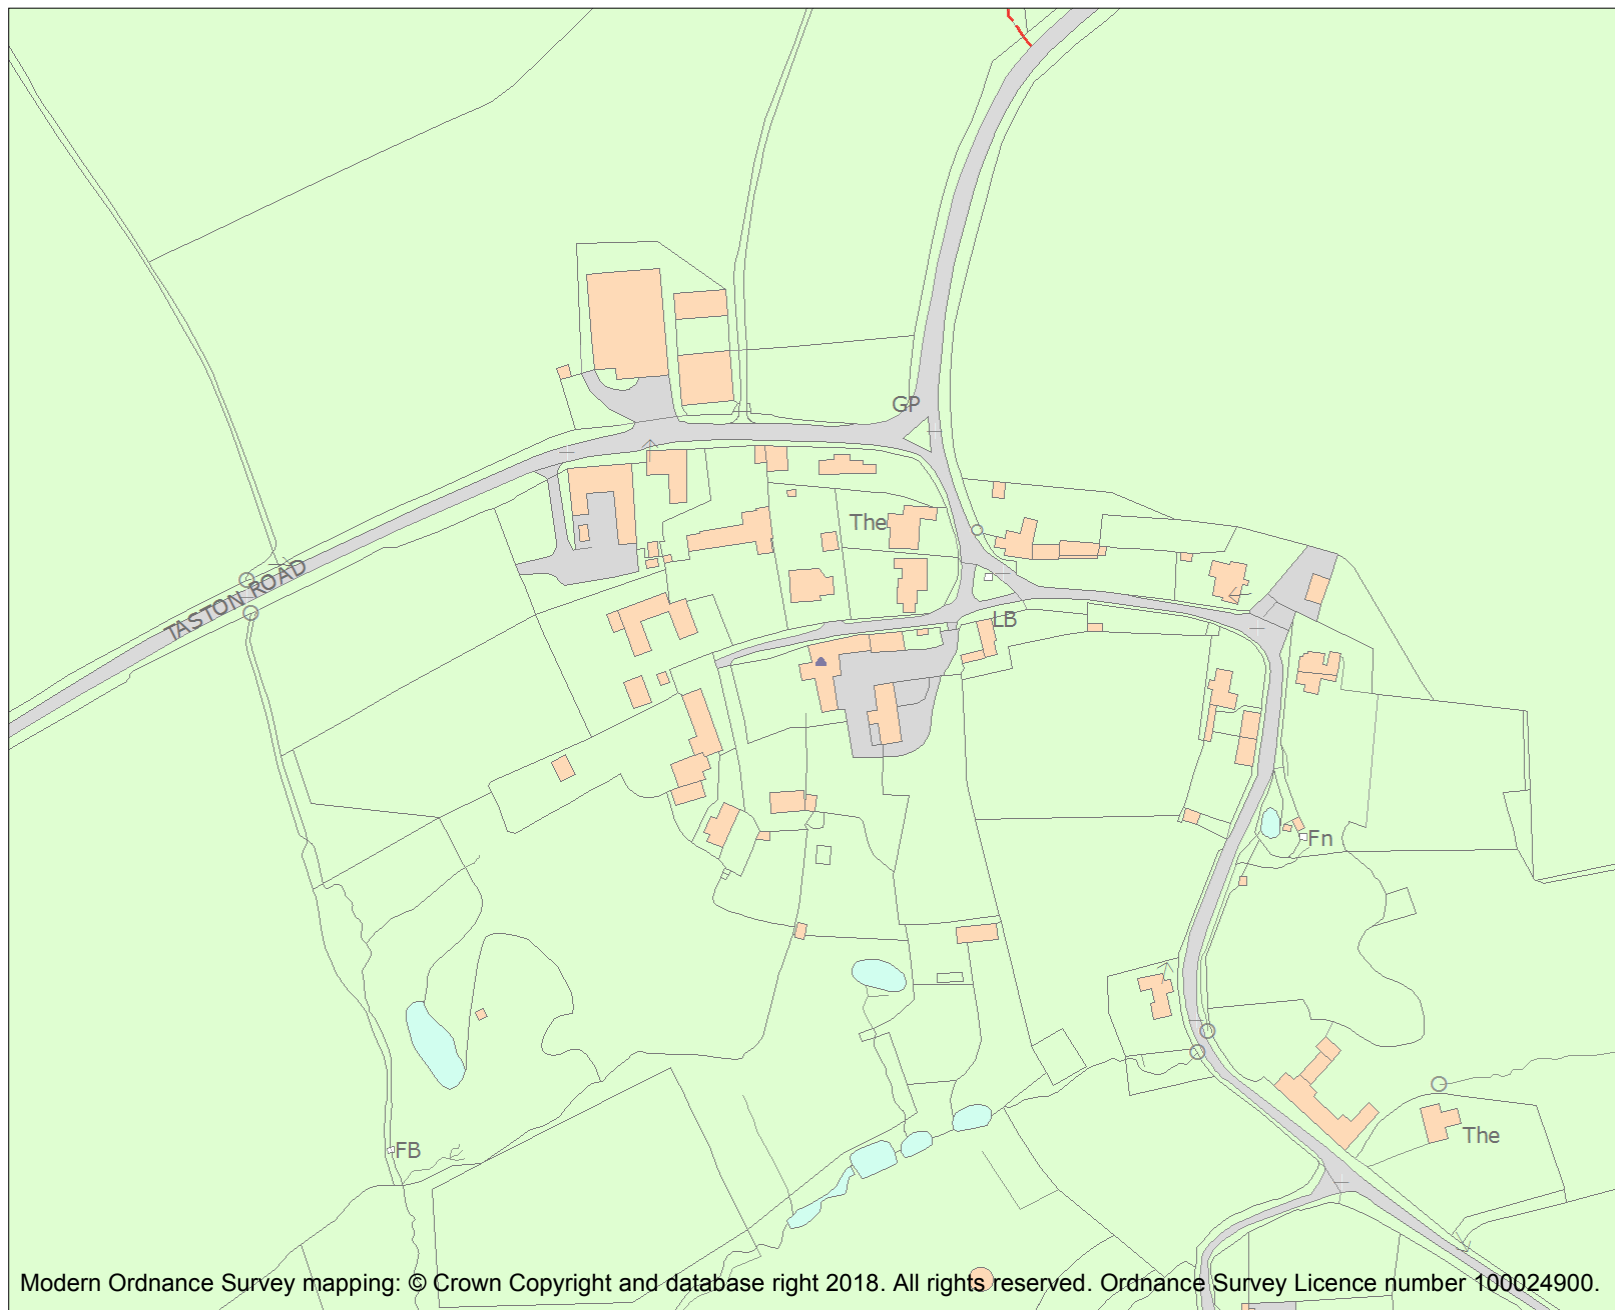 GP
The
TASTON ROAD
LB
Fn
The
FB
Modern Ordnance Survey mapping: © Crown Copyright and database right 2018. All rights reserved. Ordnance Survey Licence number 100024900.